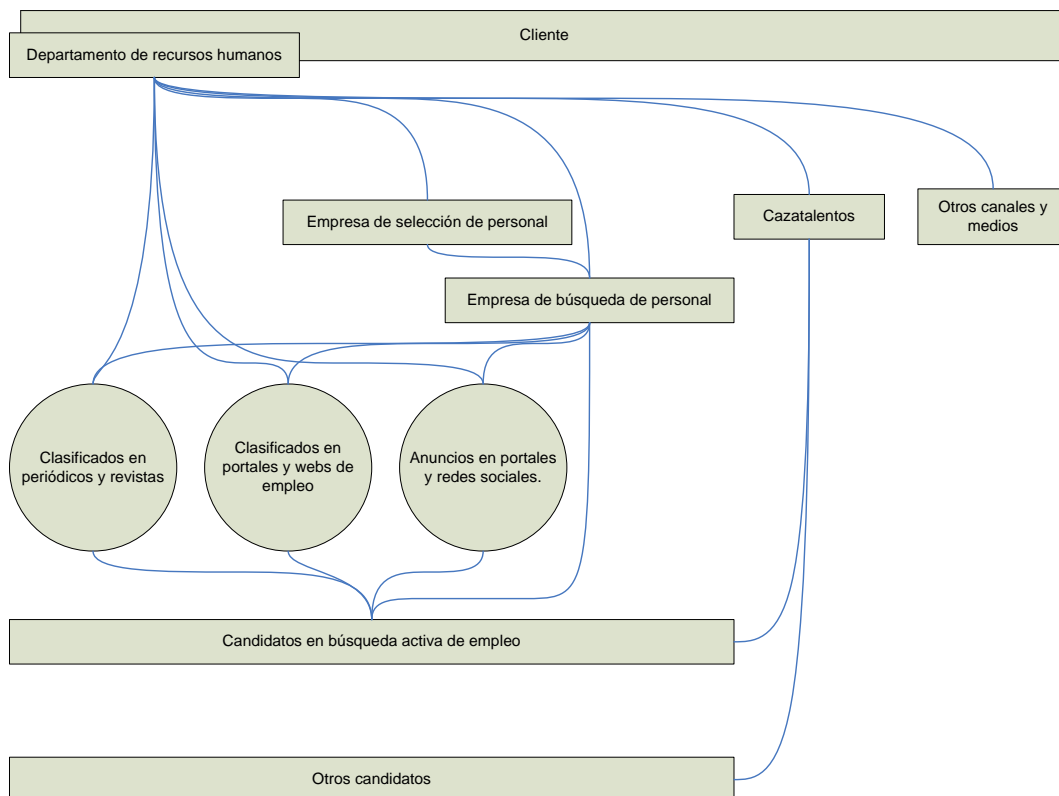 Cliente
Departamento de recursos humanos
Empresa de selección de personal
Cazatalentos
Otros canales y
medios
Empresa de búsqueda de personal
Clasificados en
periódicos y revistas
Clasificados en
portales y webs de
empleo
Anuncios en portales
y redes sociales.
Candidatos en búsqueda activa de empleo
Otros candidatos